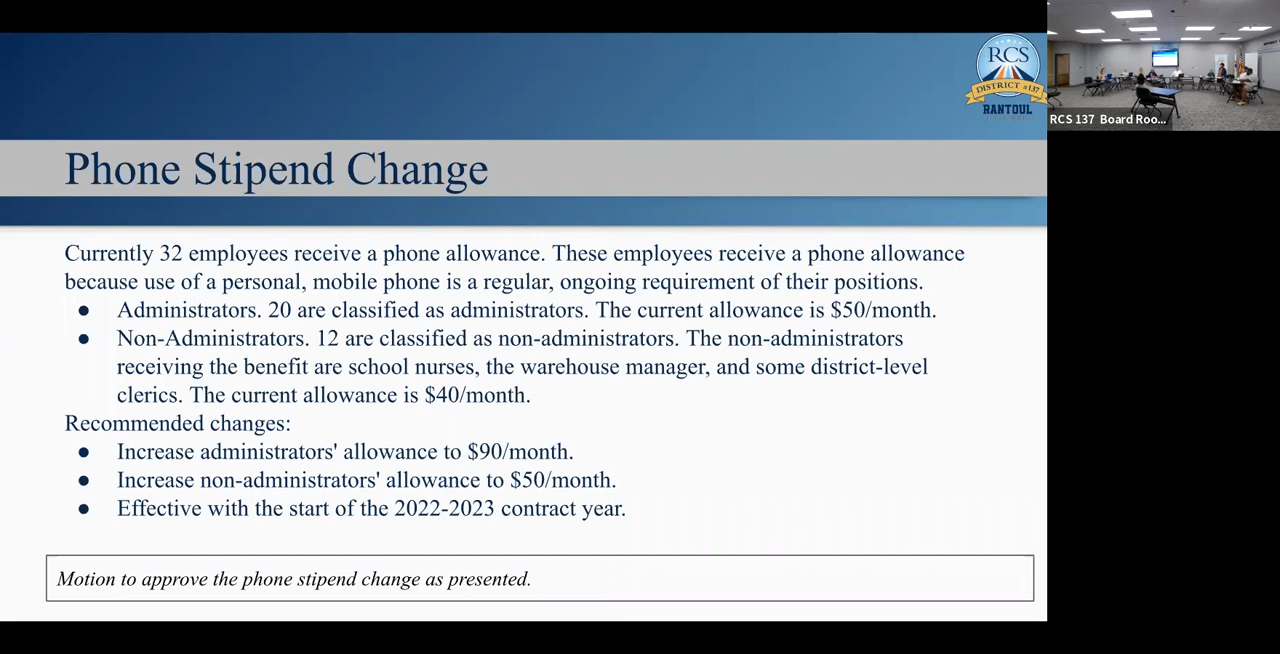 RCS
DISTRICT #137
RANTOUL
RCS 137 Board Roo...
Phone Stipend Change
Currently 32 employees receive a phone allowance. These employees receive a phone allowance
because use of a personal, mobile phone is a regular, ongoing requirement of their positions.
● Administrators. 20 are classified as administrators. The current allowance is $50/month.
● Non-Administrators. 12 are classified as non-administrators. The non-administrators
receiving the benefit are school nurses, the warehouse manager, and some district-level
clerics. The current allowance is $40/month.
Recommended changes:
● Increase administrators' allowance to $90/month.
● Increase non-administrators' allowance to $50/month.
● Effective with the start of the 2022-2023 contract year.
Motion to approve the phone stipend change as presented.